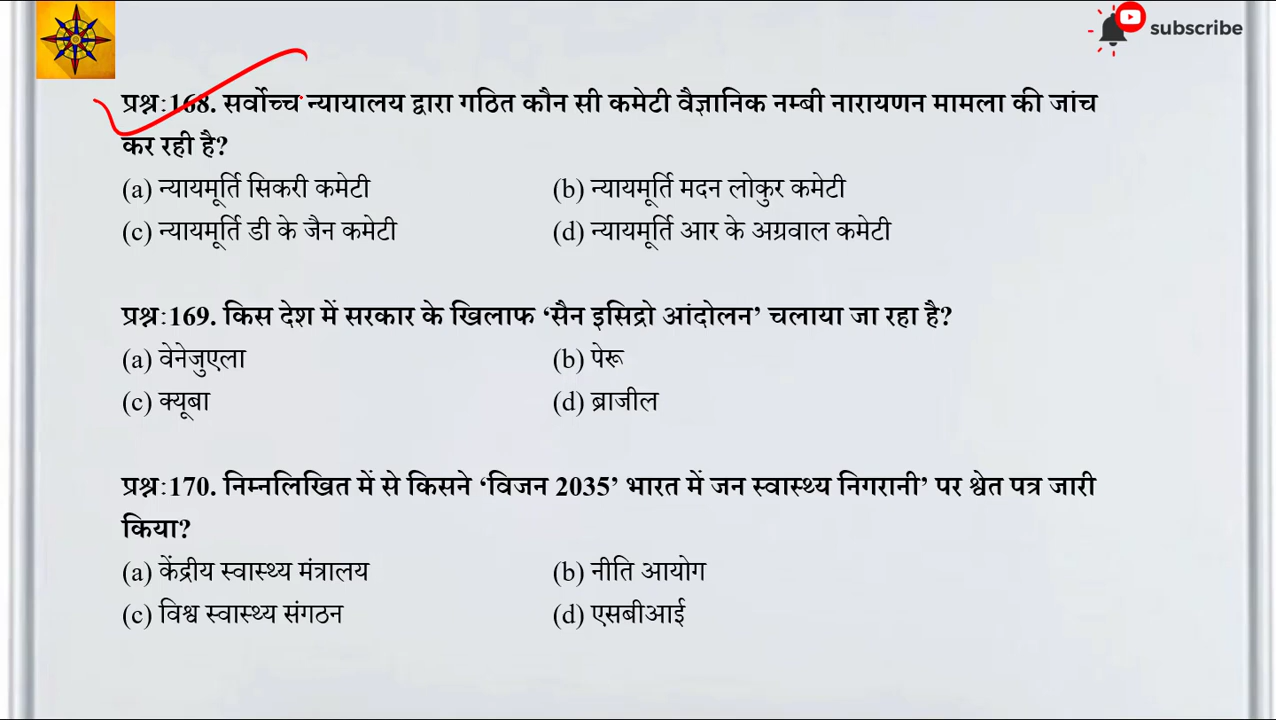 subscribe
प्रश्न:168. सर्वोच्च न्यायालय द्वारा गठित कौन सी कमेटी वैज्ञानिक नम्बी नारायणन मामला की जांच
कर रही है?
(a) न्यायमूर्ति सिकरी कमेटी (b) न्यायमूर्ति मदन लोकुर कमेटी
(c) न्यायमूर्ति डी के जैन कमेटी (d) न्यायमूर्ति आर के अग्रवाल कमेटी
प्रश्न:169. किस देश में सरकार के खिलाफ ‘सैन इसिद्रो आंदोलन’ चलाया जा रहा है?
(a) वेनेजुएला (b) पेरू
(c) क्यूबा (d) ब्राजील
प्रश्न:170. निम्नलिखित में से किसने ‘विजन 2035’ भारत में जन स्वास्थ्य निगरानी’ पर श्वेत पत्र जारी
किया?
(a) केंद्रीय स्वास्थ्य मंत्रालय (b) नीति आयोग
(c) विश्व स्वास्थ्य संगठन (d) एसबीआई